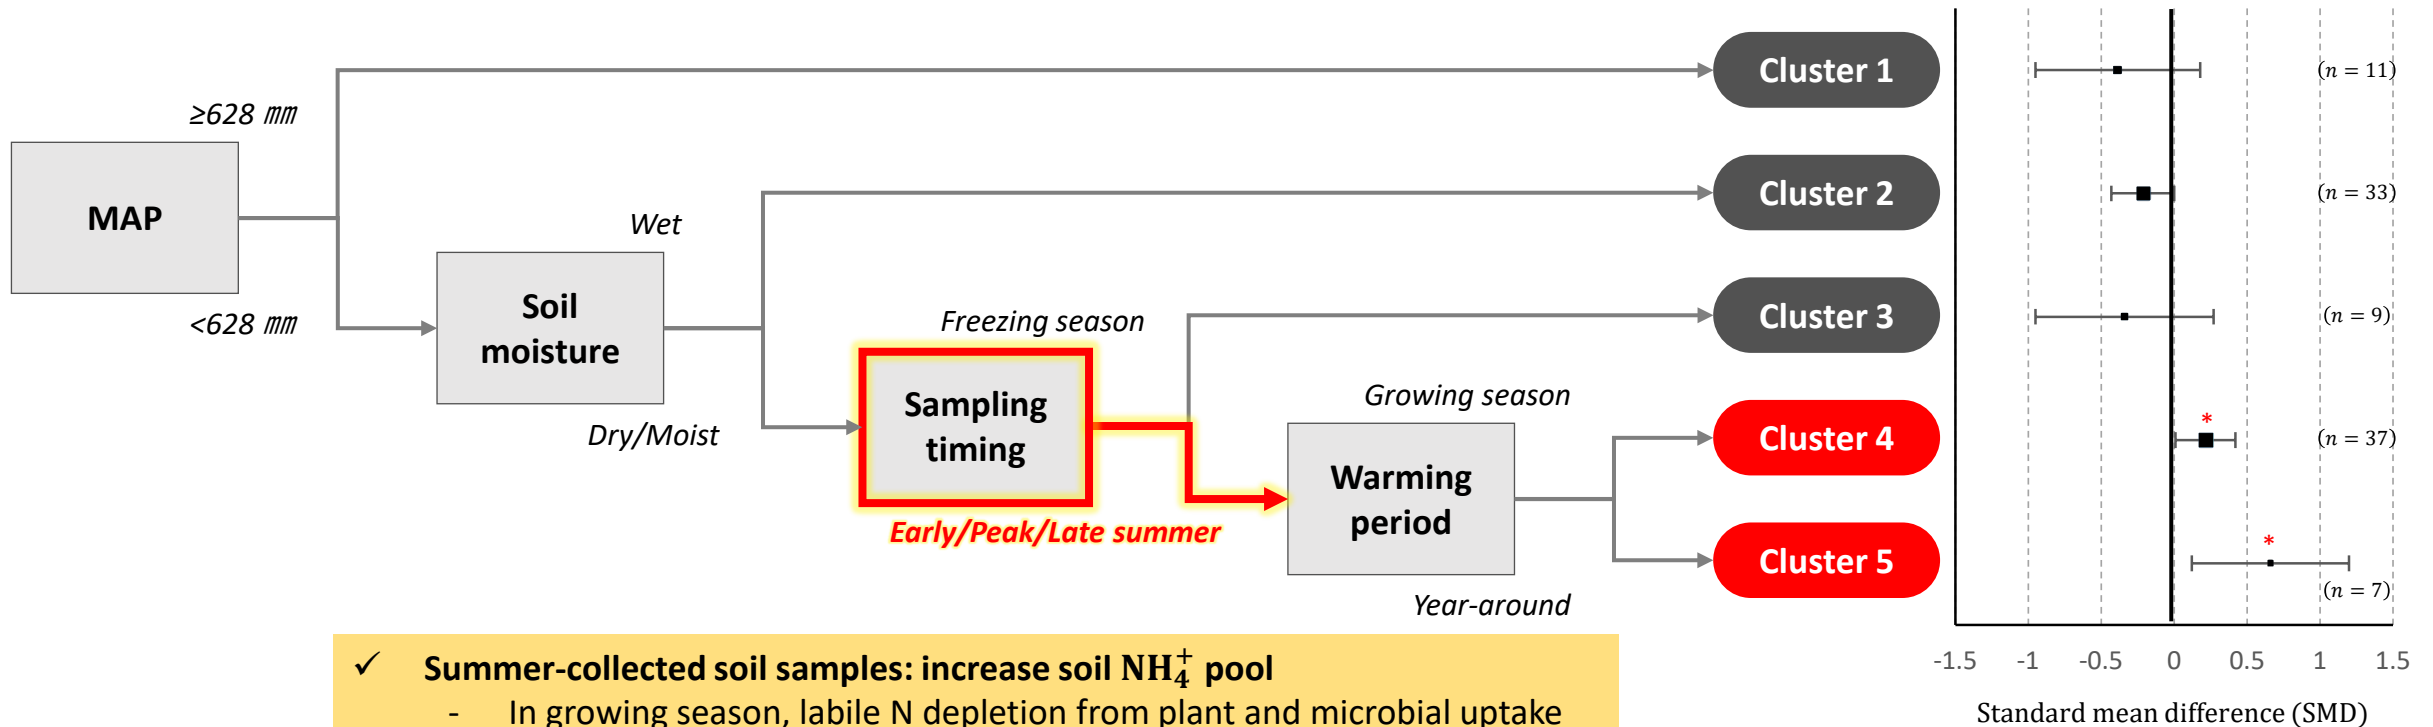 MAP
≥628 ㎜
<628 ㎜
Soil
moisture
Wet
Dry/Moist
Sampling
timing
Freezing season
Early/Peak/Late summer
Warming
period
Growing season
Year-around
Cluster 1
Cluster 2
Cluster 3
Cluster 4
Cluster 5
(n = 11)
(n = 33)
(n = 9)
*
(n = 37)
*
(n = 7)
-1.5 -1 -0.5 0 0.5 1 1.5
Standard mean difference (SMD)
✓ Summer-collected soil samples: increase soil NH₄⁺ pool
- In growing season, labile N depletion from plant and microbial uptake